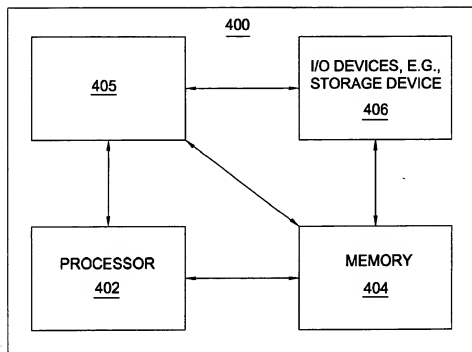 400
405
I/O DEVICES, E.G.,
STORAGE DEVICE
406
PROCESSOR
402
MEMORY
404